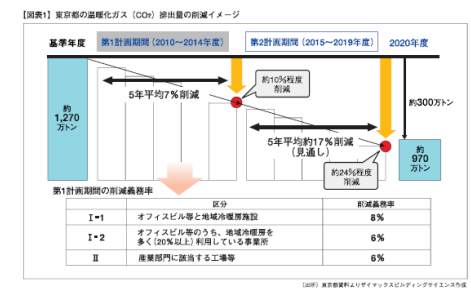 【図表1】東京都の温暖化ガス（CO₂）排出量の削減イメージ
基準年度
第1計画期間（2010～2014年度）
第2計画期間（2015～2019年度）
2020年度
5年平均7%削減
約10%程度
削減
約300万トン
約
1,270
万トン
5年平均約17%削減
（見通し）
約24%程度
削減
約
970
万トン
第1計画期間の削減義務率
区分
削減義務率
Ⅰ-1
オフィスビル等と地域冷暖房施設
8%
Ⅰ-2
オフィスビル等のうち、地域冷暖房を
多く(20%以上)利用している事業所
6%
Ⅱ
産業部門に該当する工場等
6%
（出所）東京都資料よりザイマックスビルディングサイエンス作成